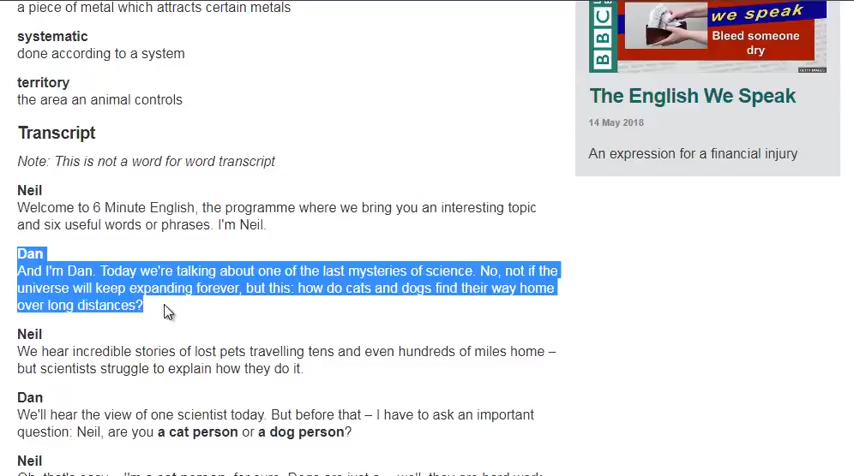 a piece of metal which attracts certain metals
systematic
done according to a system
territory
the area an animal controls
Transcript
Note: This is not a word for word transcript
Neil
Welcome to 6 Minute English, the programme where we bring you an interesting topic
and six useful words or phrases. I'm Neil.
Dan
And I'm Dan. Today we're talking about one of the last mysteries of science. No, not if the
universe will keep expanding forever, but this: how do cats and dogs find their way home
over long distances?
Neil
We hear incredible stories of lost pets travelling tens and even hundreds of miles home –
but scientists struggle to explain how they do it.
Dan
We'll hear the view of one scientist today. But before that – I have to ask an important
question: Neil, are you a cat person or a dog person?
Neil
BBC
we speak
Bleed someone
dry
The English We Speak
14 May 2018
An expression for a financial injury